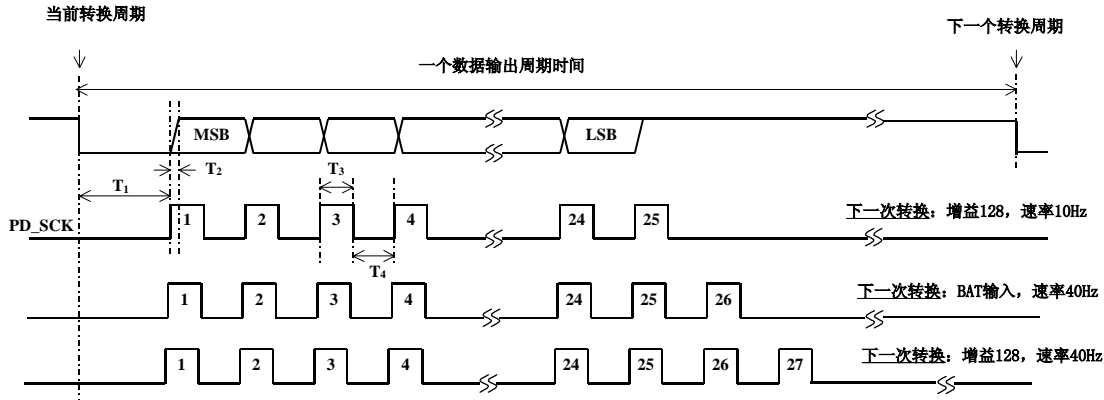 当前转换周期
下一个转换周期
一个数据输出周期时间
MSB
LSB
T2
T3
T1
1 2 3 4 24 25
PD_SCK
下一次转换：增益128，速率10Hz
T4
1 2 3 4 24 25 26
下一次转换：BAT输入，速率40Hz
1 2 3 4 24 25 26 27
下一次转换：增益128，速率40Hz